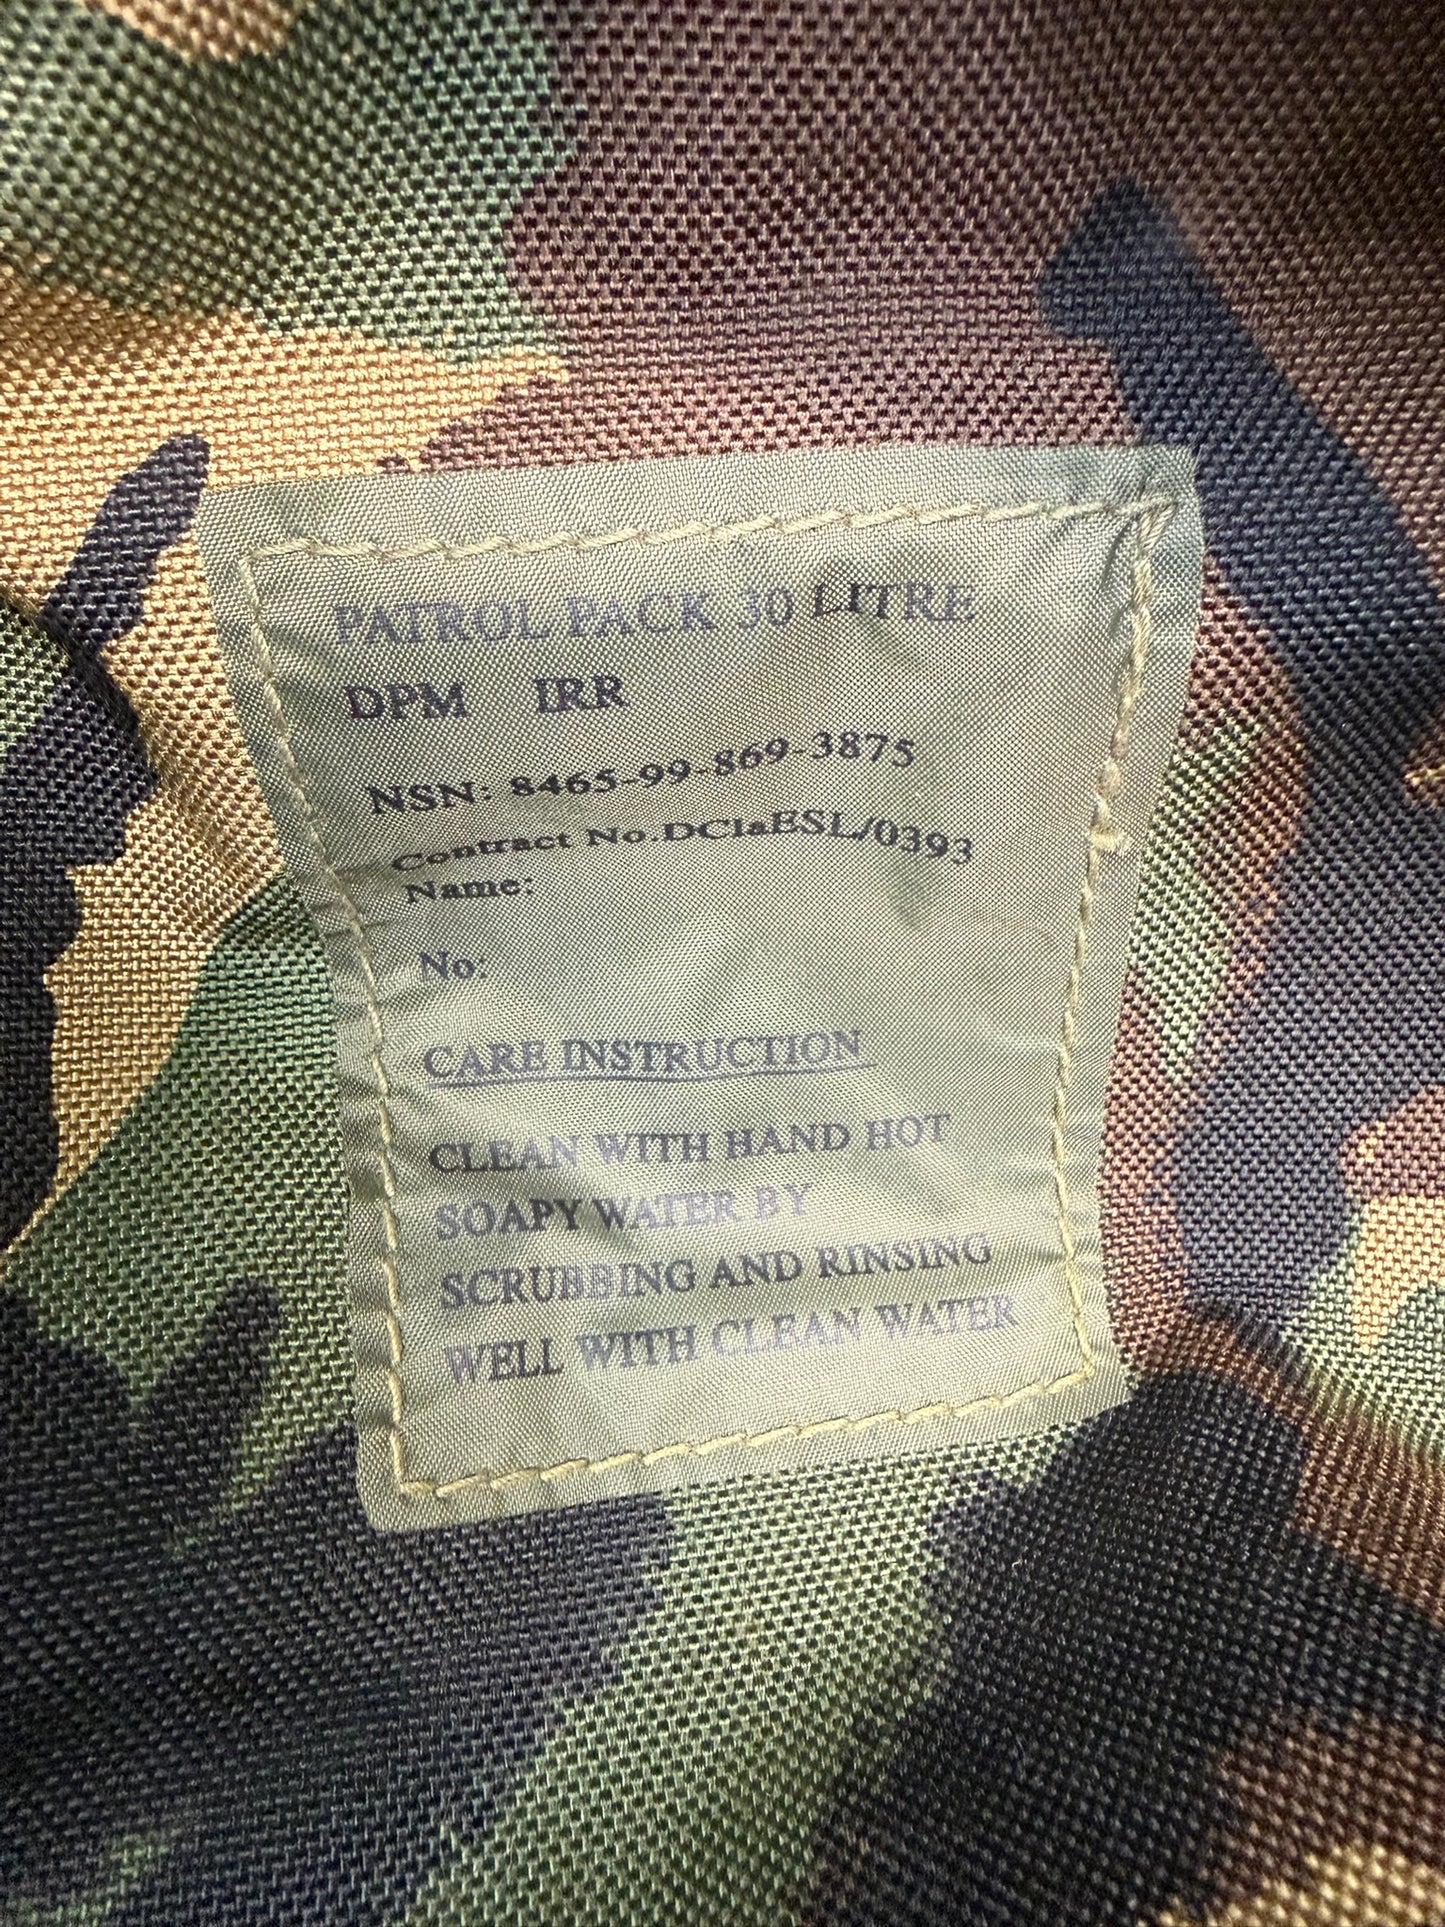 PATROL PACK 30 LITRE
DPM IRR
NSN: 8465-99-869-3875
Contract No.DC1aESL/0393
Name:
No:
CARE INSTRUCTION
CLEAN WITH HAND HOT
SOAPY WATER BY
SCRUBBING AND RINSING
WELL WITH CLEAN WATER